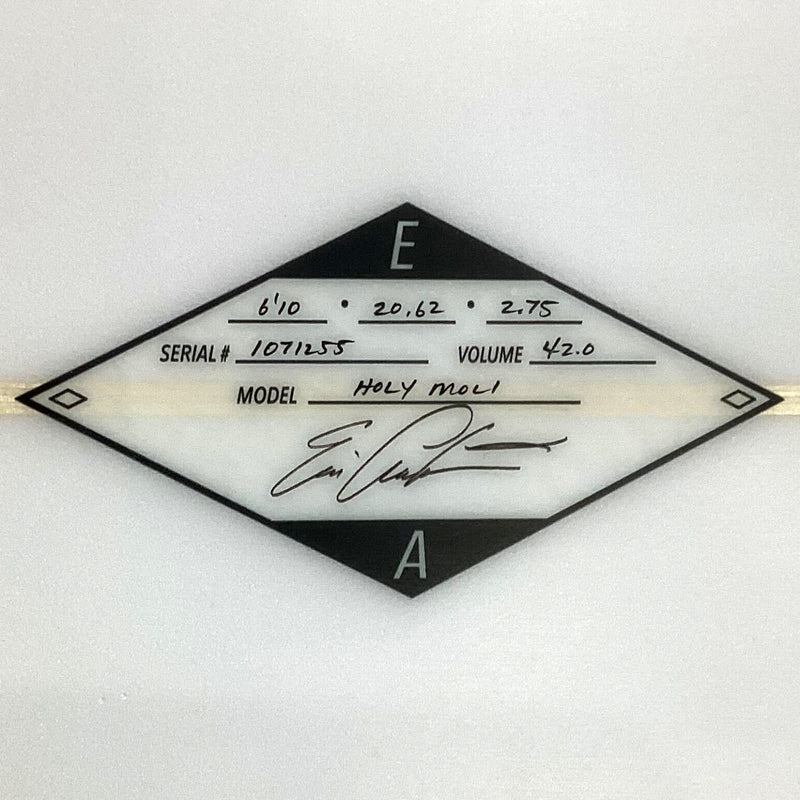 E
6'10 • 20.62 • 2.75
SERIAL # 1071255 VOLUME 42.0
MODEL HOLY MOLI
A